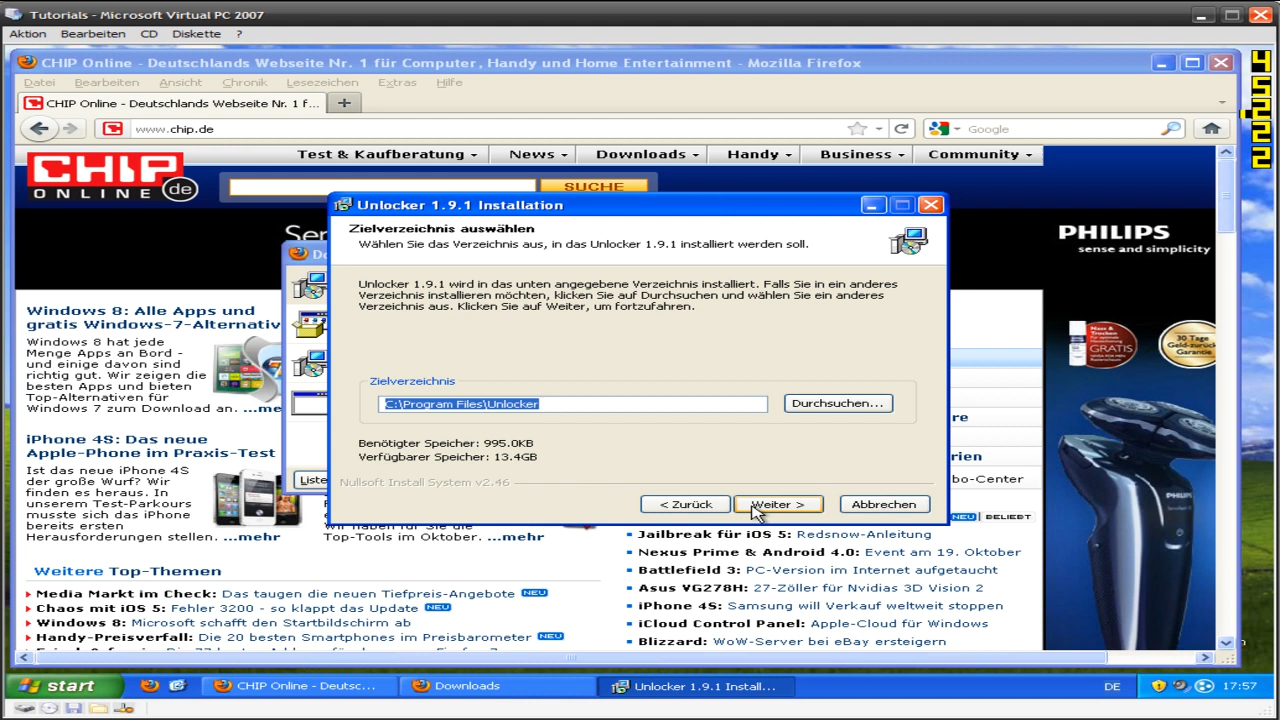 Tutorials - Microsoft Virtual PC 2007
Aktion Bearbeiten CD Diskette ?
CHIP Online - Deutschlands Webseite Nr. 1 für Computer, Handy und Home Entertainment - Mozilla Firefox
Datei Bearbeiten Ansicht Chronik Lesezeichen Extras Hilfe
CHIP Online - Deutschlands Webseite Nr. 1 f... +
www.chip.de Google
Test & Kaufberatung News Downloads Handy Business Community
CHIP
ONLINE de
SUCHE
PHILIPS
sense and simplicity
Unlocker 1.9.1 Installation
Zielverzeichnis auswählen
Wählen Sie das Verzeichnis aus, in das Unlocker 1.9.1 installiert werden soll.
Unlocker 1.9.1 wird in das unten angegebene Verzeichnis installiert. Falls Sie in ein anderes
Verzeichnis installieren möchten, klicken Sie auf Durchsuchen und wählen Sie ein anderes
Verzeichnis aus. Klicken Sie auf Weiter, um fortzufahren.
Zielverzeichnis
C:\Program Files\Unlocker
Durchsuchen...
Benötigter Speicher: 995.0KB
Verfügbarer Speicher: 13.4GB
Nullsoft Install System v2.46
< Zurück Weiter > Abbrechen
Windows 8: Alle Apps und
gratis Windows-7-Alternativ
Windows 8 hat jede
Menge Apps an Bord -
und einige davon sind
richtig gut. Wir zeigen die
besten Apps und bieten
Top-Alternativen für
Windows 7 zum Download an. ...me
iPhone 4S: Das neue
Apple-Phone im Praxis-Test
Ist das neue iPhone 4S
der große Wurf? Wir
finden es heraus. In
unserem Test-Parkours
musste sich das iPhone
bereits ersten
Herausforderungen stellen. ...mehr
Liste
Top-Tools im Oktober. ...mehr
GRATIS
30 Tage
Geld-zurück
Garantie
PHILIPS
bo-Center
NEU BELIEBT
Jailbreak für iOS 5: Redsnow-Anleitung
Nexus Prime & Android 4.0: Event am 19. Oktober
Battlefield 3: PC-Version im Internet aufgetaucht
Asus VG278H: 27-Zöller für Nvidias 3D Vision 2
iPhone 4S: Samsung will Verkauf weltweit stoppen
iCloud Control Panel: Apple-Cloud für Windows
Blizzard: WoW-Server bei eBay ersteigern
Weitere Top-Themen
Media Markt im Check: Das taugen die neuen Tiefpreis-Angebote NEU
Chaos mit iOS 5: Fehler 3200 - so klappt das Update NEU
Windows 8: Microsoft schafft den Startbildschirm ab
Handy-Preisverfall: Die 20 besten Smartphones im Preisbarometer NEU
start CHIP Online - Deutsc... Downloads Unlocker 1.9.1 Install... DE 17:57